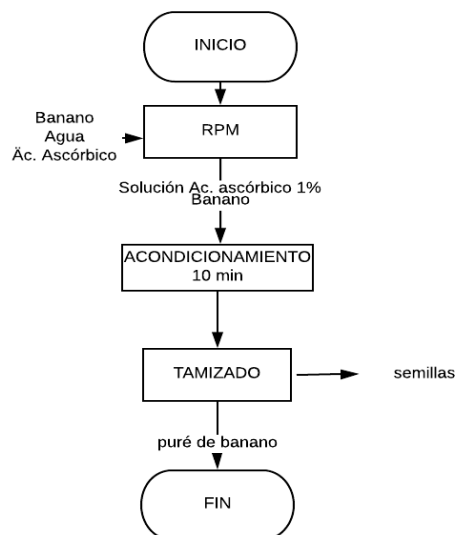 INICIO
Banano
Agua
Äc. Ascórbico
RPM
Solución Ac. ascórbico 1%
Banano
ACONDICIONAMIENTO
10 min
TAMIZADO
semillas
puré de banano
FIN